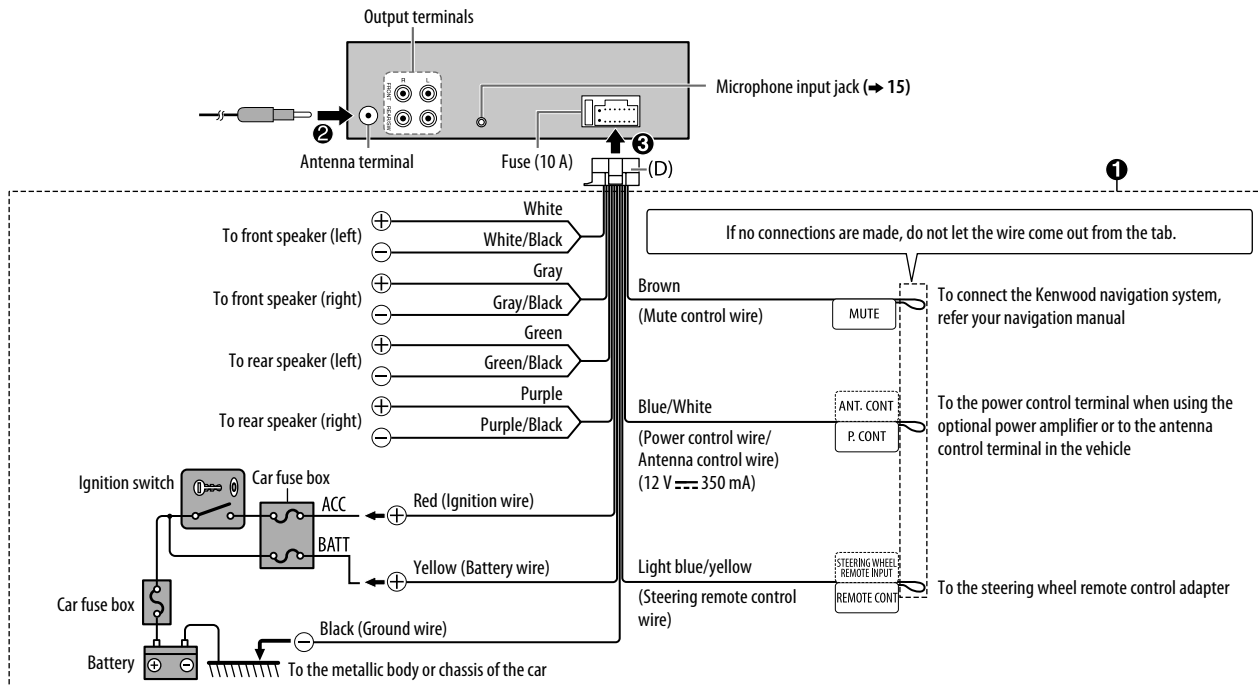 Output terminals
R
L
FRONT
REAR/SW
Microphone input jack (➜ 15)
❷
❸
Antenna terminal
Fuse (10 A)
(D)
❶
White
To front speaker (left)
White/Black
Gray
To front speaker (right)
Gray/Black
Green
To rear speaker (left)
Green/Black
Purple
To rear speaker (right)
Purple/Black
If no connections are made, do not let the wire come out from the tab.
Brown
(Mute control wire)
MUTE
To connect the Kenwood navigation system,
refer your navigation manual
Blue/White
(Power control wire/
Antenna control wire)
(12 V ⎓ 350 mA)
ANT. CONT
P. CONT
To the power control terminal when using the
optional power amplifier or to the antenna
control terminal in the vehicle
Ignition switch
Car fuse box
ACC
Red (Ignition wire)
BATT
Yellow (Battery wire)
Light blue/yellow
(Steering remote control
wire)
STEERING WHEEL
REMOTE INPUT
REMOTE CONT
To the steering wheel remote control adapter
Car fuse box
Black (Ground wire)
Battery
To the metallic body or chassis of the car